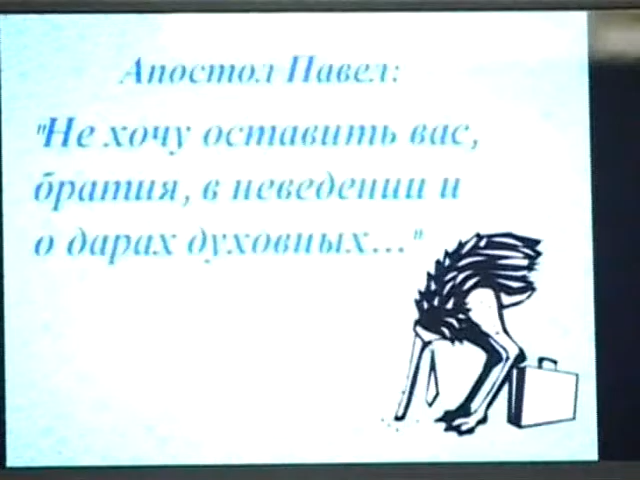 Апостол Павел:
"Не хочу оставить вас,
братия, в неведении и
о дарах духовных..."